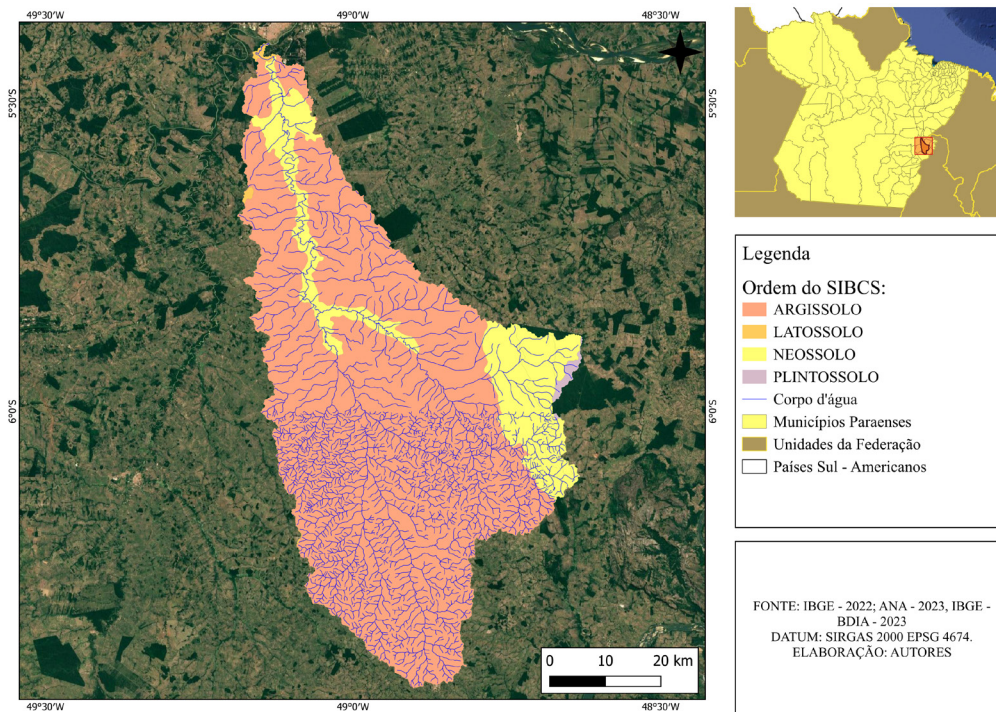 49°30'W
49°0'W
48°30'W
5°30'S
5°30'S
6°0'S
6°0'S
0
10
20 km
49°30'W
49°0'W
48°30'W
Legenda
Ordem do SIBCS:
ARGISSOLO
LATOSSOLO
NEOSSOLO
PLINTOSSOLO
Corpo d'água
Municípios Paraenses
Unidades da Federação
Países Sul - Americanos
FONTE: IBGE - 2022; ANA - 2023, IBGE -
BDIA - 2023
DATUM: SIRGAS 2000 EPSG 4674.
ELABORAÇÃO: AUTORES